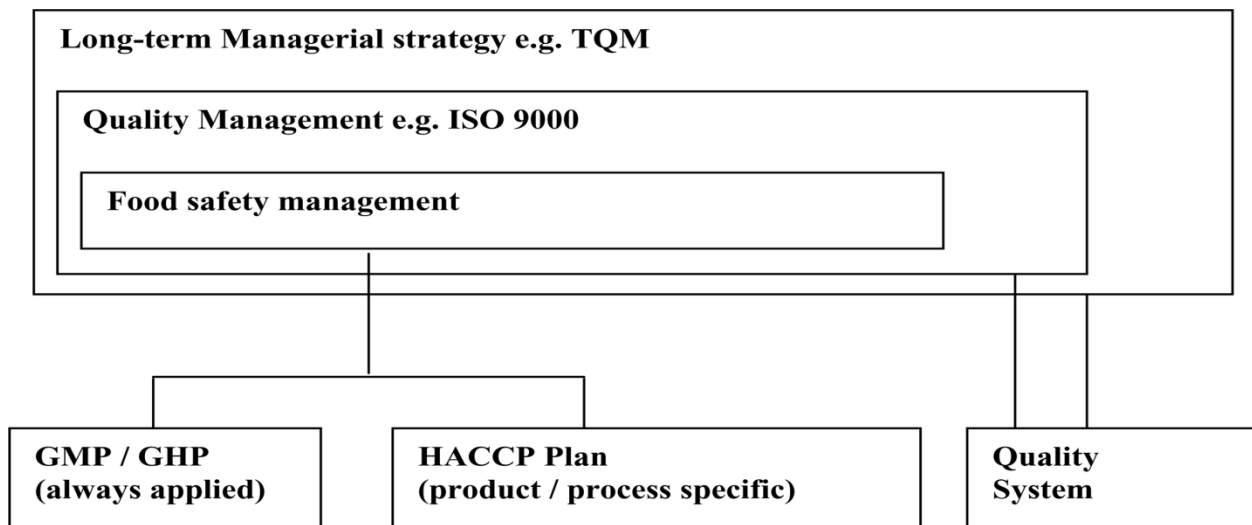 Long-term Managerial strategy e.g. TQM
Quality Management e.g. ISO 9000
Food safety management
GMP / GHP
(always applied)
HACCP Plan
(product / process specific)
Quality
System